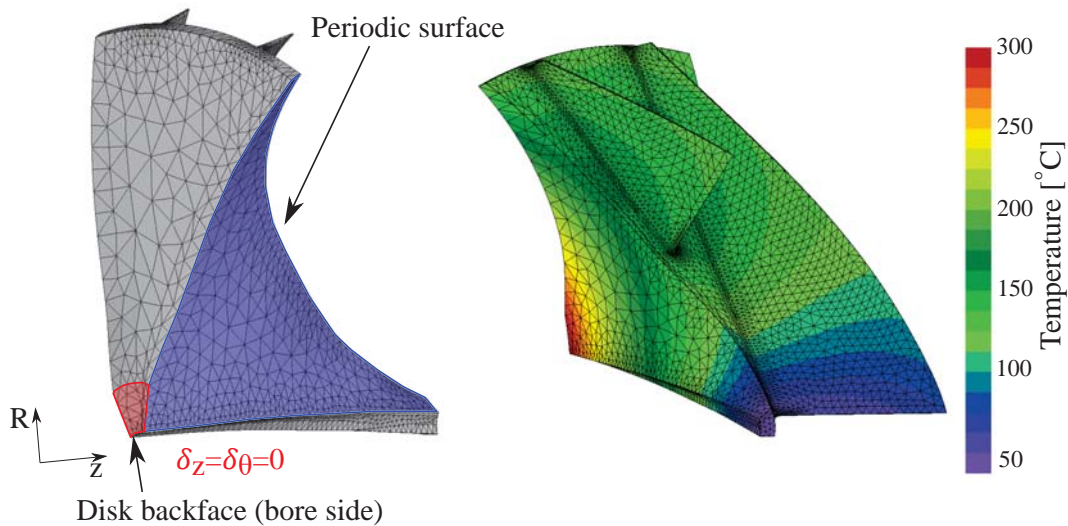 Periodic surface
R
z
δz=δθ=0
Disk backface (bore side)
300
250
200
150
100
50
Temperature [°C]